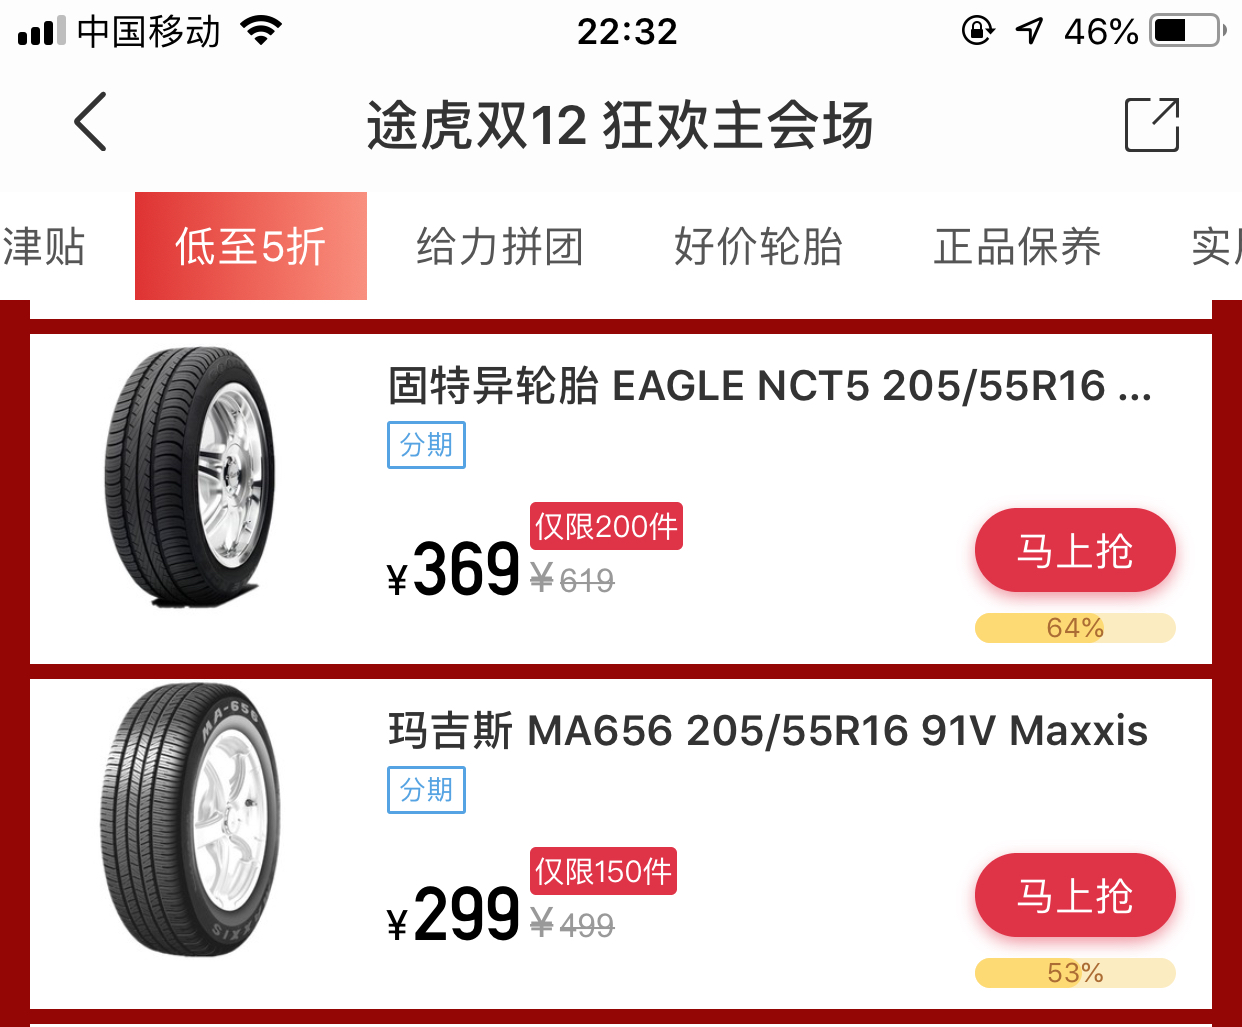 中国移动 22:32 46%
途虎双12 狂欢主会场
津贴 低至5折 给力拼团 好价轮胎 正品保养 实
固特异轮胎 EAGLE NCT5 205/55R16 ...
分期
仅限200件
¥369 ¥619
马上抢
64%
MA-656
玛吉斯 MA656 205/55R16 91V Maxxis
分期
仅限150件
¥299 ¥499
马上抢
53%